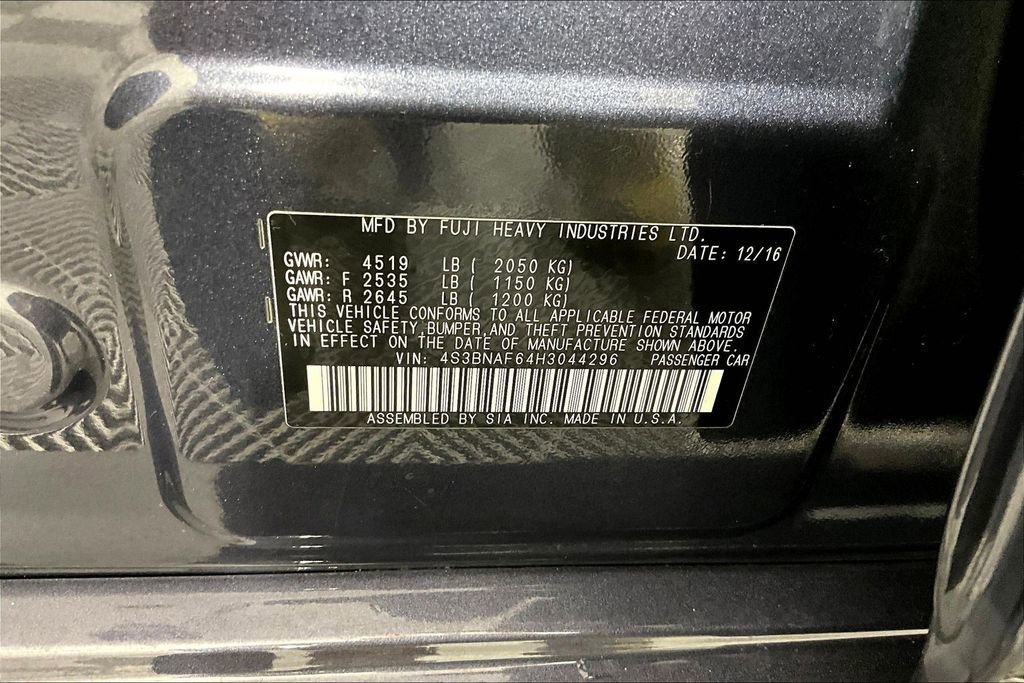 MFD BY FUJI HEAVY INDUSTRIES LTD.
DATE: 12/16
GVWR: 4519 LB ( 2050 KG)
GAWR: F 2535 LB ( 1150 KG)
GAWR: R 2645 LB ( 1200 KG)
THIS VEHICLE CONFORMS TO ALL APPLICABLE FEDERAL MOTOR
VEHICLE SAFETY,BUMPER,AND THEFT PREVENTION STANDARDS
IN EFFECT ON THE DATE OF MANUFACTURE SHOWN ABOVE.
VIN: 4S3BNAF64H3044296 PASSENGER CAR
ASSEMBLED BY SIA INC. MADE IN U.S.A.